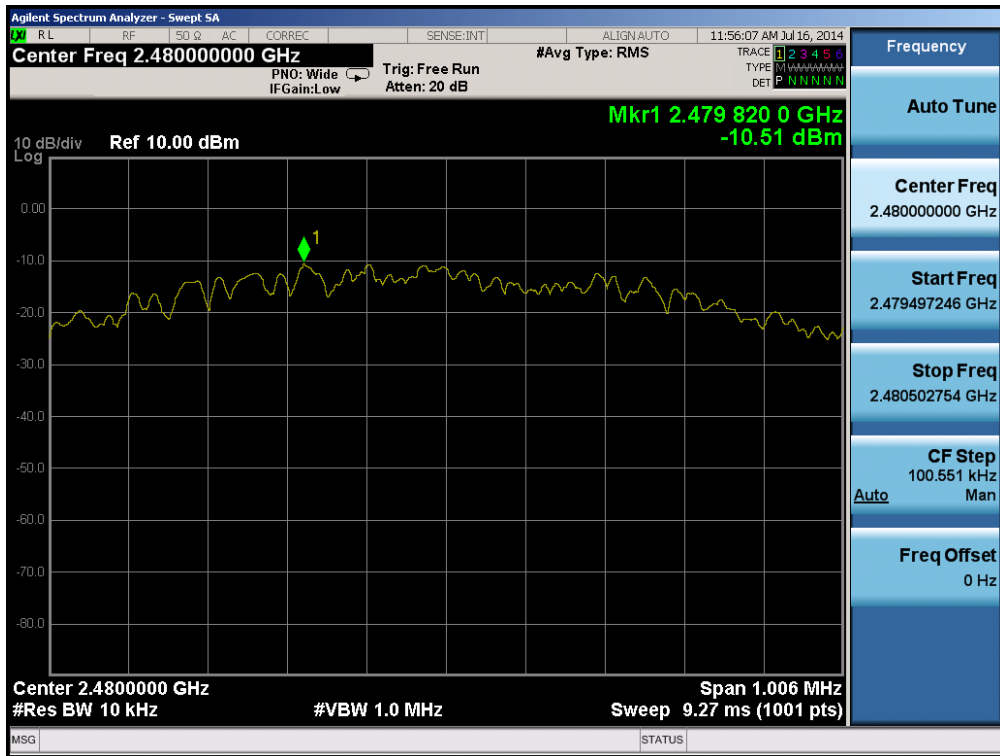 Agilent Spectrum Analyzer - Swept SA
LXI RL RF 50 Ω AC CORREC SENSE:INT ALIGN AUTO 11:56:07 AM Jul 16, 2014
Center Freq 2.480000000 GHz
PNO: Wide
IFGain:Low
Trig: Free Run
Atten: 20 dB
#Avg Type: RMS
TRACE 1 2 3 4 5 6
TYPE M WWWWW
DET P N N N N N
Mkr1 2.479 820 0 GHz
-10.51 dBm
10 dB/div Ref 10.00 dBm
Log
0.00
1
-10.0
-20.0
-30.0
-40.0
-50.0
-60.0
-70.0
-80.0
Center 2.4800000 GHz Span 1.006 MHz
#Res BW 10 kHz #VBW 1.0 MHz Sweep 9.27 ms (1001 pts)
MSG STATUS
Frequency
Auto Tune
Center Freq
2.480000000 GHz
Start Freq
2.479497246 GHz
Stop Freq
2.480502754 GHz
CF Step
100.551 kHz
Auto Man
Freq Offset
0 Hz